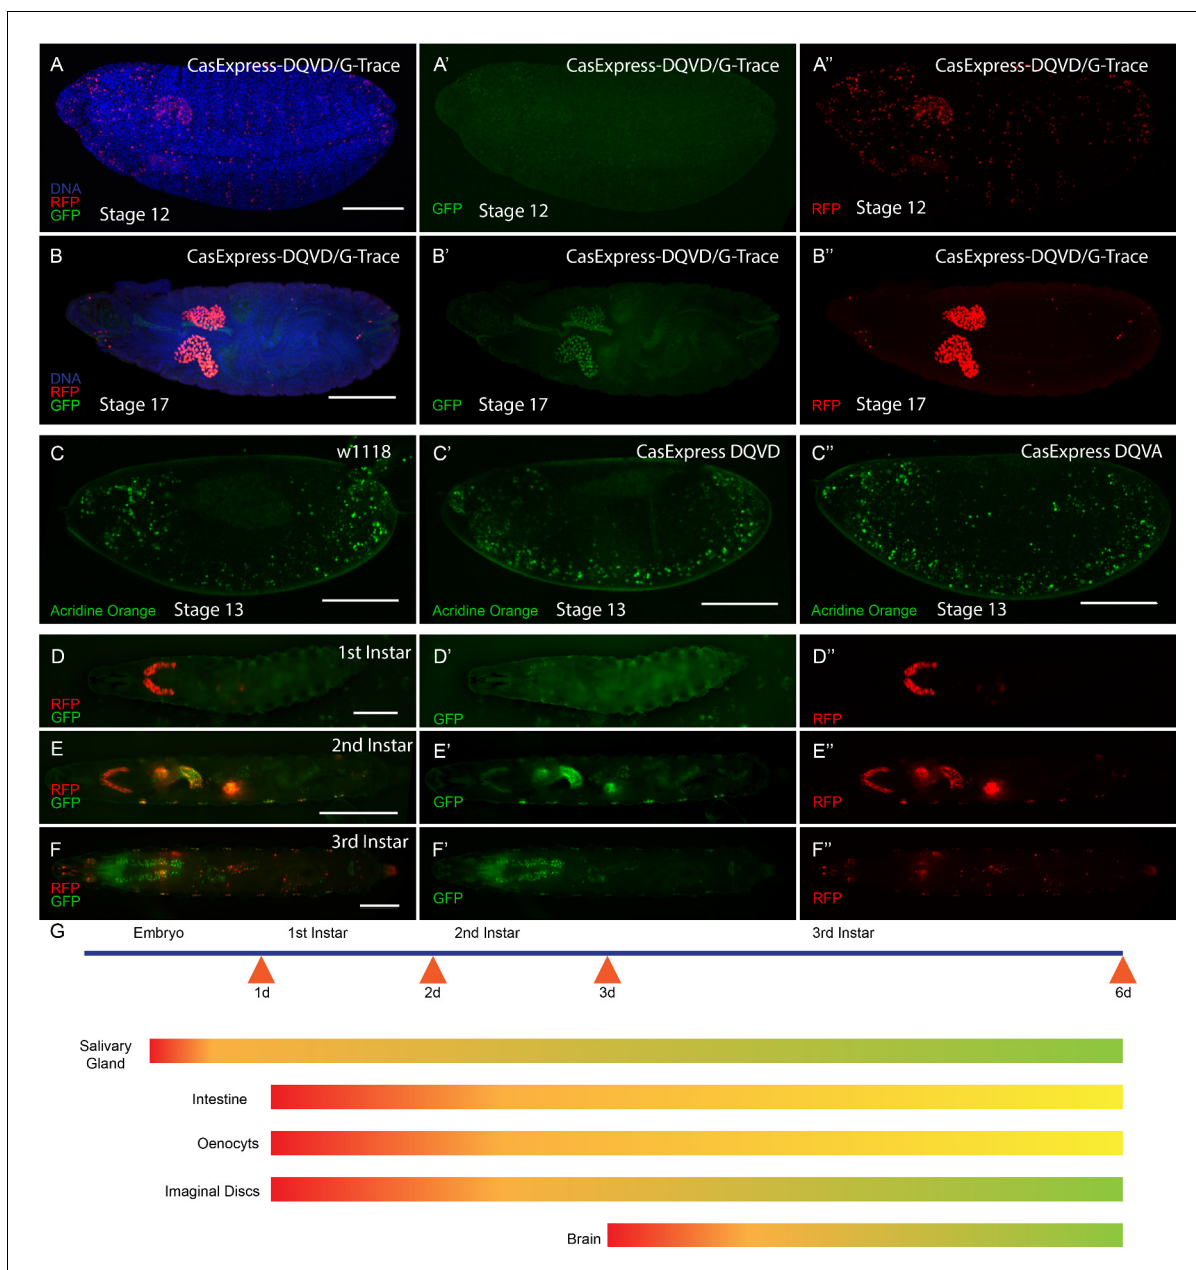 A CasExpress-DQVD/G-Trace
DNA
RFP
GFP Stage 12
A' CasExpress-DQVD/G-Trace
GFP Stage 12
A'' CasExpress-DQVD/G-Trace
RFP Stage 12
B CasExpress-DQVD/G-Trace
DNA
RFP
GFP Stage 17
B' CasExpress-DQVD/G-Trace
GFP Stage 17
B'' CasExpress-DQVD/G-Trace
RFP Stage 17
C w1118
Acridine Orange Stage 13
C' CasExpress DQVD
Acridine Orange Stage 13
C'' CasExpress DQVA
Acridine Orange Stage 13
D 1st Instar
RFP
GFP
D'
GFP
D''
RFP
E 2nd Instar
RFP
GFP
E'
GFP
E''
RFP
F 3rd Instar
RFP
GFP
F'
GFP
F''
RFP
G Embryo 1st Instar 2nd Instar 3rd Instar
1d 2d 3d 6d
Salivary
Gland
Intestine
Oenocyts
Imaginal Discs
Brain